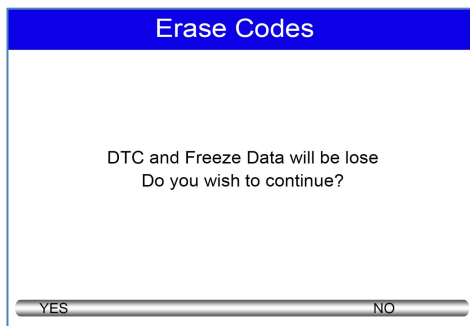 Erase Codes
DTC and Freeze Data will be lose
Do you wish to continue?
YES NO